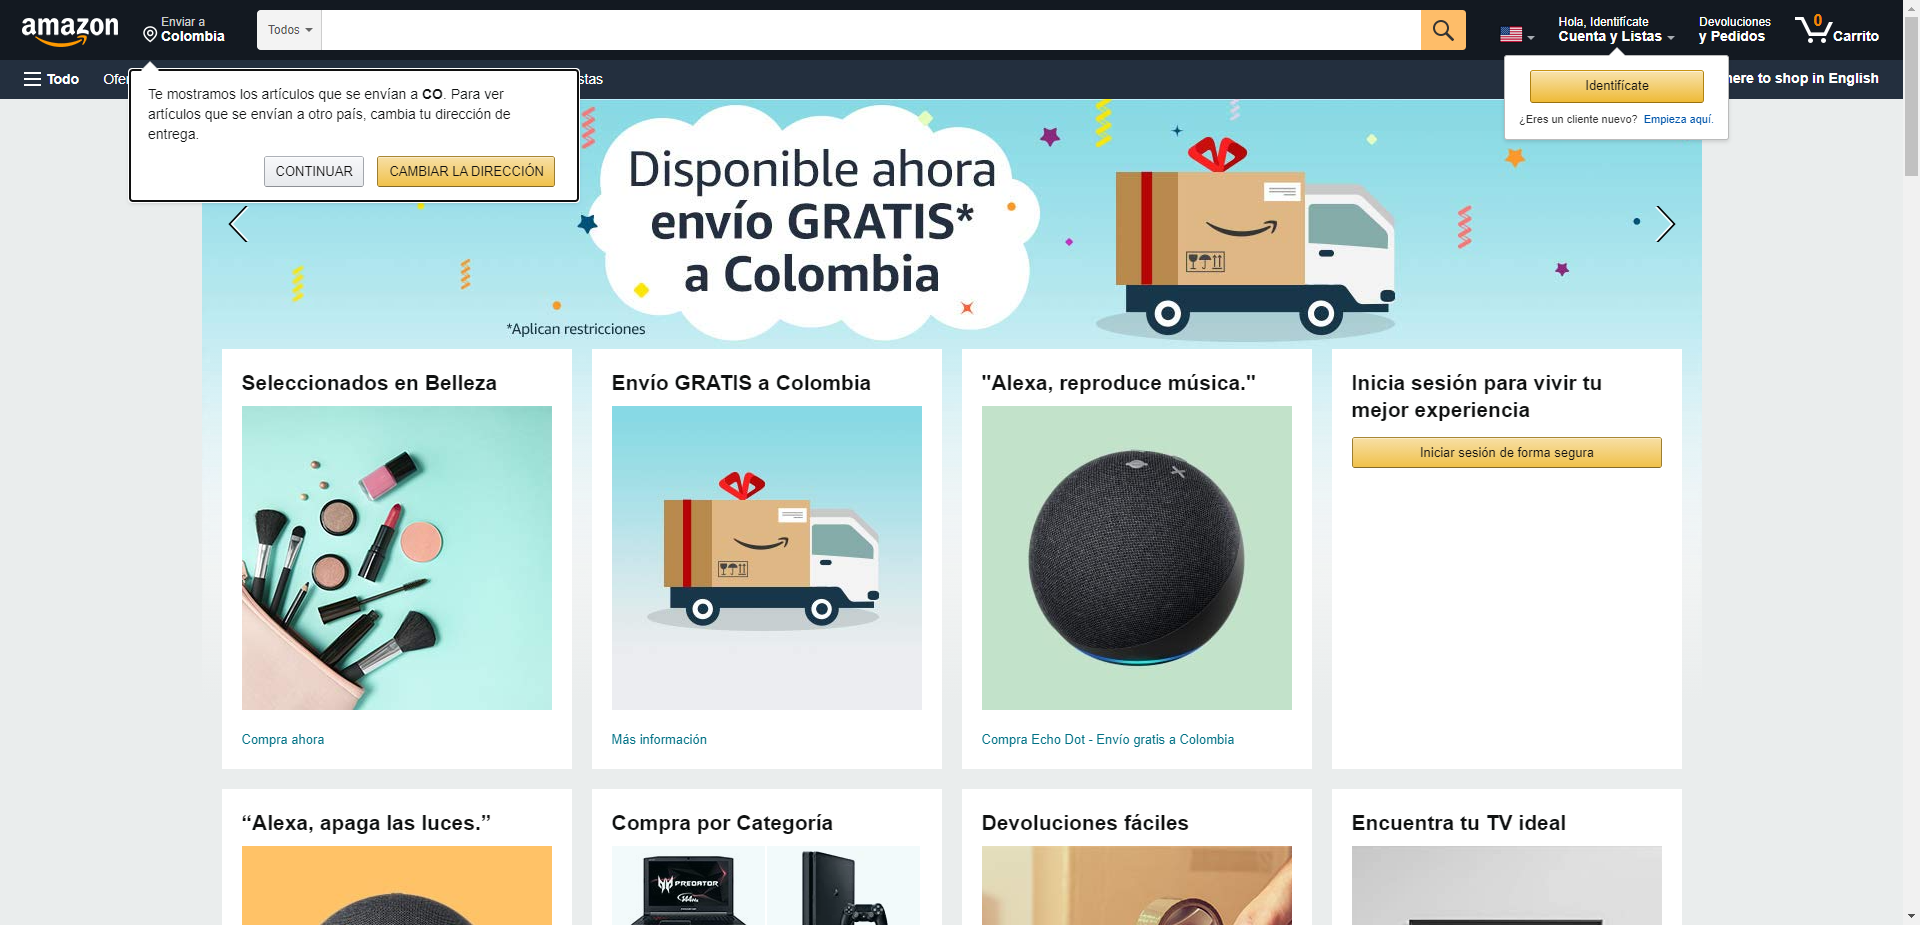 amazon
Enviar a
Colombia
Todos
Hola, Identifícate
Cuenta y Listas
Devoluciones
y Pedidos
0
Carrito
Todo
here to shop in English
Te mostramos los artículos que se envían a CO. Para ver
artículos que se envían a otro país, cambia tu dirección de
entrega.
CONTINUAR
CAMBIAR LA DIRECCIÓN
Identifícate
¿Eres un cliente nuevo? Empieza aquí.
Disponible ahora
envío GRATIS*
a Colombia
*Aplican restricciones
Seleccionados en Belleza
Compra ahora
Envío GRATIS a Colombia
Más información
"Alexa, reproduce música."
Compra Echo Dot - Envío gratis a Colombia
Inicia sesión para vivir tu
mejor experiencia
Iniciar sesión de forma segura
“Alexa, apaga las luces.”
Compra por Categoría
PREDATOR
Devoluciones fáciles
Encuentra tu TV ideal